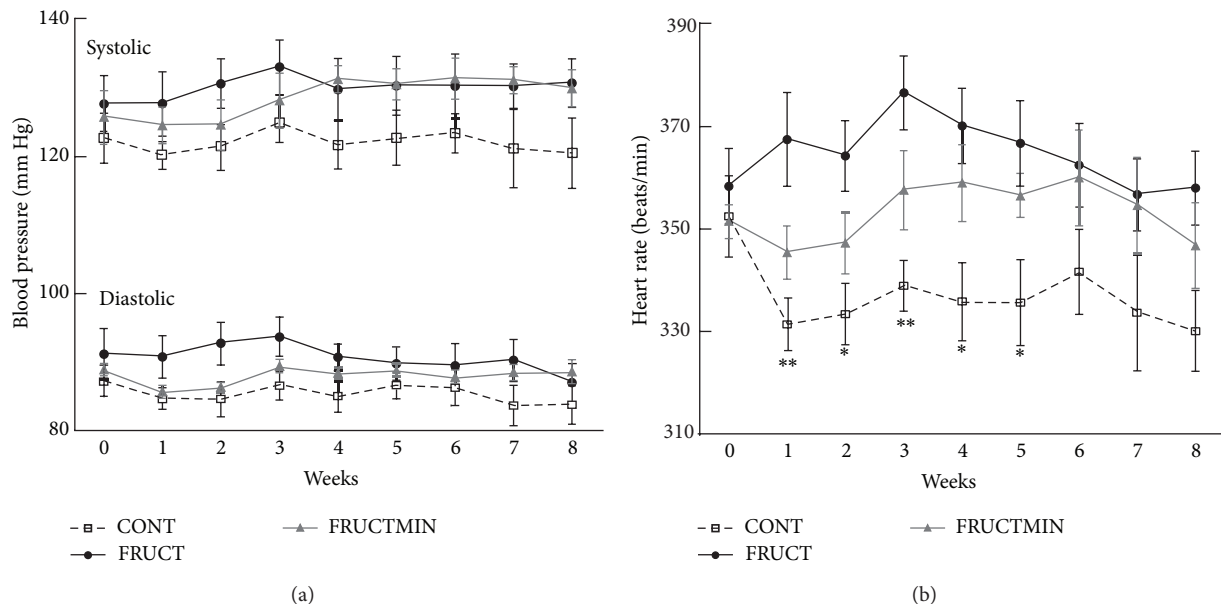 140
120
100
80
Blood pressure (mm Hg)
Systolic
Diastolic
0 1 2 3 4 5 6 7 8
Weeks
CONT
FRUCT
FRUCTMIN
(a)
390
370
350
330
310
Heart rate (beats/min)
** * ** * *
0 1 2 3 4 5 6 7 8
Weeks
CONT
FRUCT
FRUCTMIN
(b)